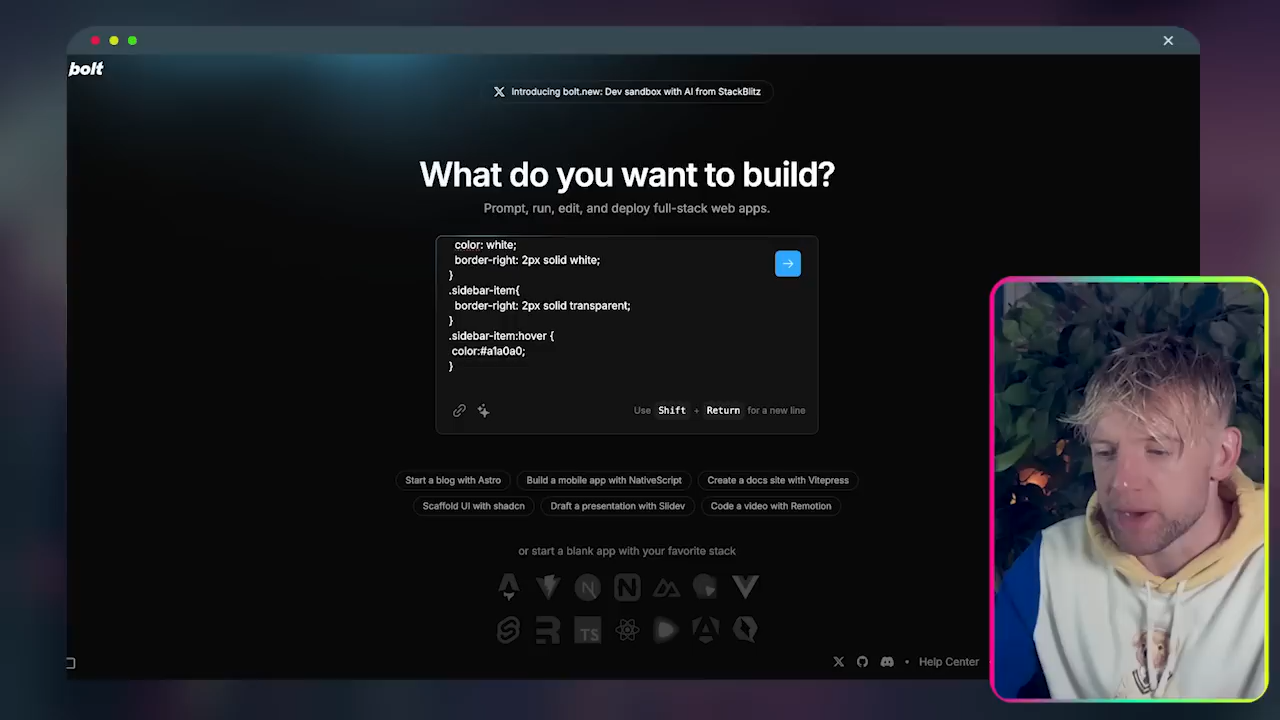 bolt
Introducing bolt.new: Dev sandbox with AI from StackBlitz
What do you want to build?
Prompt, run, edit, and deploy full-stack web apps.
color: white;
border-right: 2px solid white;
}
.sidebar-item{
border-right: 2px solid transparent;
}
.sidebar-item:hover {
color:#a1a0a0;
}
Use Shift + Return for a new line
Start a blog with Astro
Build a mobile app with NativeScript
Create a docs site with Vitepress
Scaffold UI with shadcn
Draft a presentation with Slidev
Code a video with Remotion
or start a blank app with your favorite stack
TS
Help Center